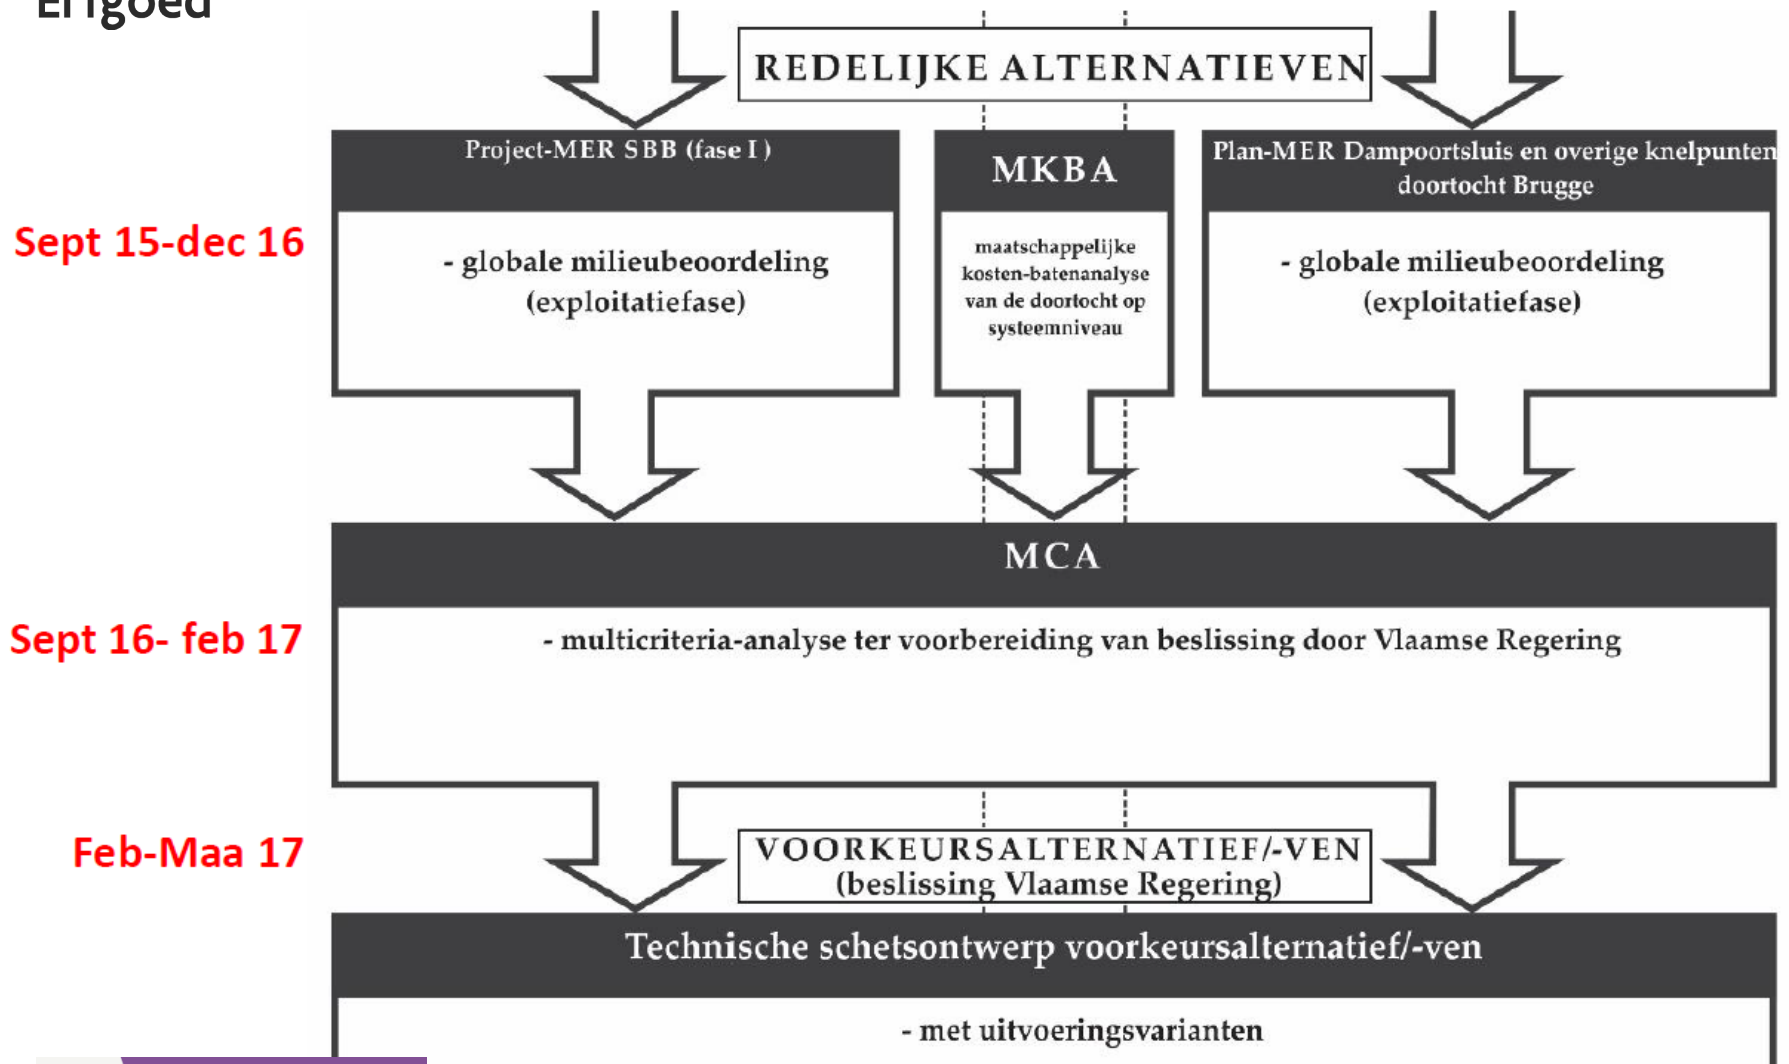 Erfgoed
REDELIJKE ALTERNATIEVEN
Project-MER SBB (fase I )
MKBA
Plan-MER Dampoortsluis en overige knelpunten
doortocht Brugge
Sept 15-dec 16
- globale milieubeoordeling
(exploitatiefase)
maatschappelijke
kosten-batenanalyse
van de doortocht op
systeemniveau
- globale milieubeoordeling
(exploitatiefase)
MCA
Sept 16- feb 17
- multicriteria-analyse ter voorbereiding van beslissing door Vlaamse Regering
Feb-Maa 17
VOORKEURSALTERNATIEF/-VEN
(beslissing Vlaamse Regering)
Technische schetsontwerp voorkeursalternatief/-ven
- met uitvoeringsvarianten